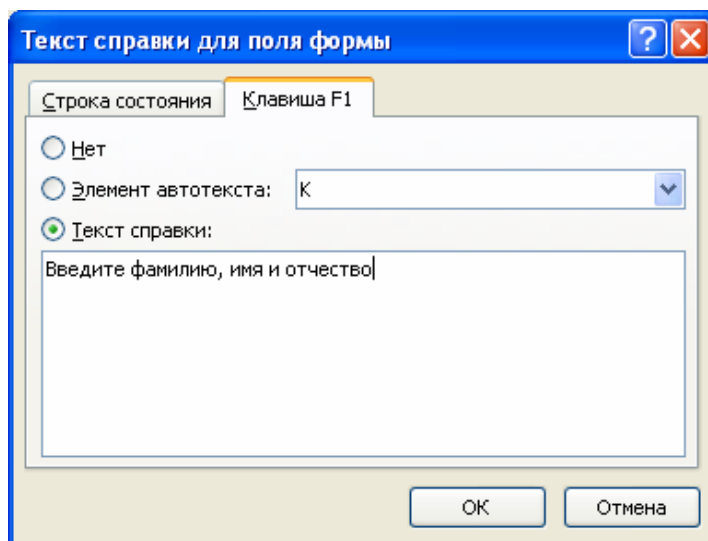 Текст справки для поля формы
Строка состояния Клавиша F1
Нет
Элемент автотекста: К
Текст справки:
Введите фамилию, имя и отчество
ОК Отмена